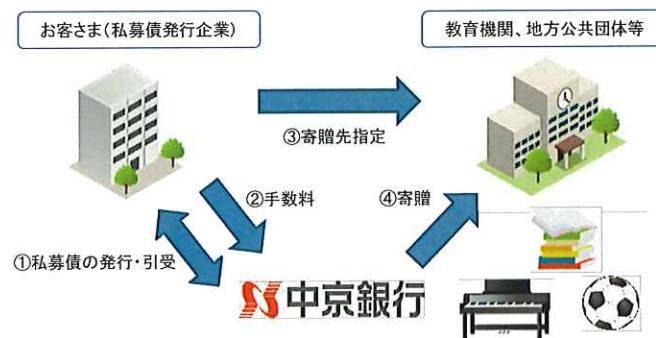 お客さま(私募債発行企業)
教育機関、地方公共団体等
③寄贈先指定
②手数料
④寄贈
①私募債の発行・引受
中京銀行